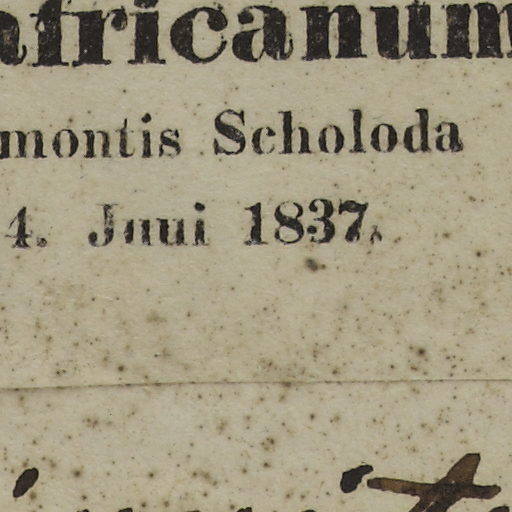 africanum
montis Scholoda
4. Juui 1837.